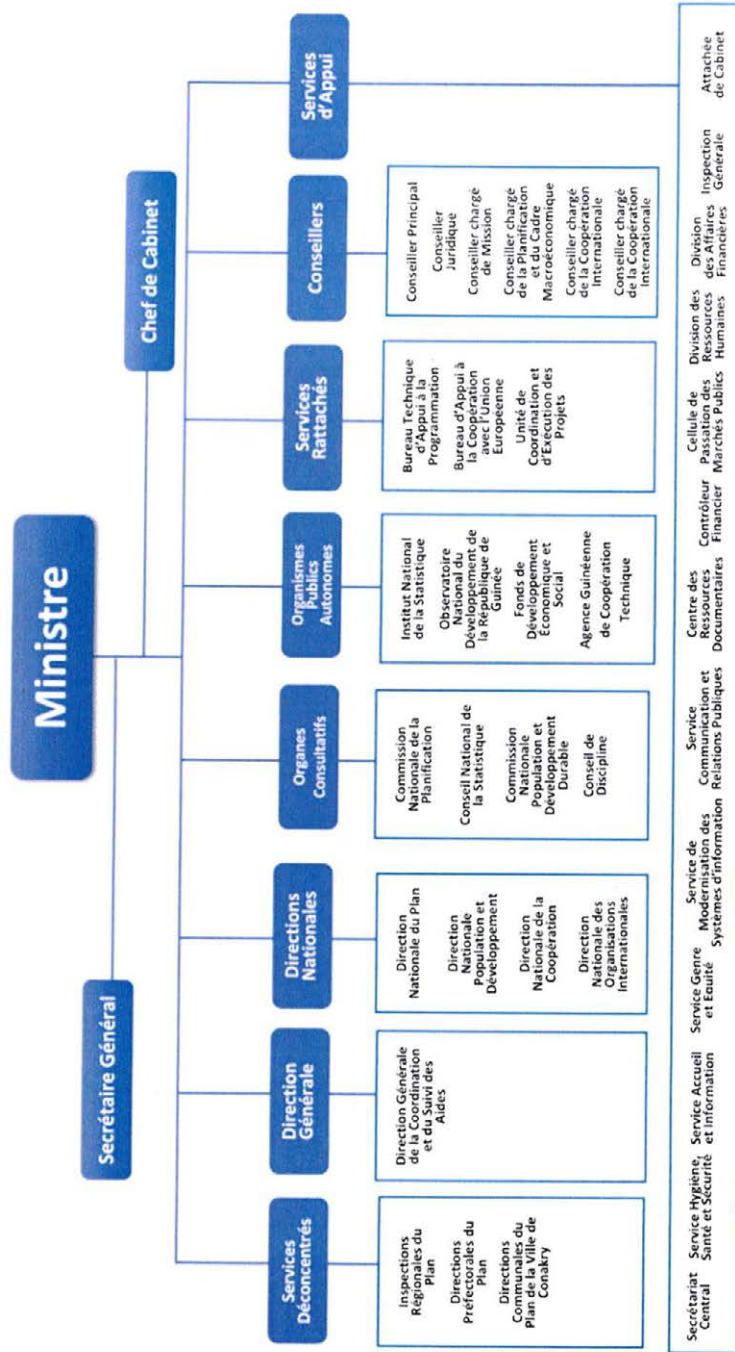 Ministre
Secrétaire Général
Chef de Cabinet
Services
Déconcentrés
Direction
Générale
Directions
Nationales
Organes
Consultatifs
Organismes
Publics
Autonomes
Services
Rattachés
Conseillers
Services
d'Appui
Inspections
Régionales du
Plan
Directions
Préfectorales du
Plan
Directions
Communales du
Plan de la Ville de
Conakry
Direction Générale
de la Coordination
et du Suivi des
Aides
Direction
Nationale du Plan
Direction
Nationale
Population et
Développement
Direction
Nationale de la
Coopération
Direction
Nationale des
Organisations
Internationales
Commission
Nationale de la
Planification
Conseil National de
la Statistique
Commission
Nationale
Population et
Développement
Durable
Conseil de
Discipline
Institut National
de la Statistique
Observatoire
National du
Développement de
la République de
Guinée
Fonds de
Développement
Économique et
Social
Agence Guinéenne
de Coopération
Technique
Bureau Technique
d'Appui à la
Programmation
Bureau d'Appui à
la Coopération
avec l'Union
Européenne
Unité de
Coordination et
d'Exécution des
Projets
Conseiller Principal
Conseiller
Juridique
Conseiller chargé
de Mission
Conseiller chargé
de la Planification
et du Cadre
Macroéconomique
Conseiller chargé
de la Coopération
Internationale
Conseiller chargé
de la Coopération
Internationale
Secrétariat
Central
Service Hygiène,
Santé et Sécurité
Service Accueil
et Information
Service Genre
et Equité
Service de
Modernisation des
Systèmes d'information
Service
Communication et
Relations Publiques
Centre des
Ressources
Documentaires
Contrôleur
Financier
Cellule de
Passation des
Marchés Publics
Division des
Ressources
Humaines
Division
des Affaires
Financières
Inspection
Générale
Attachée
de Cabinet